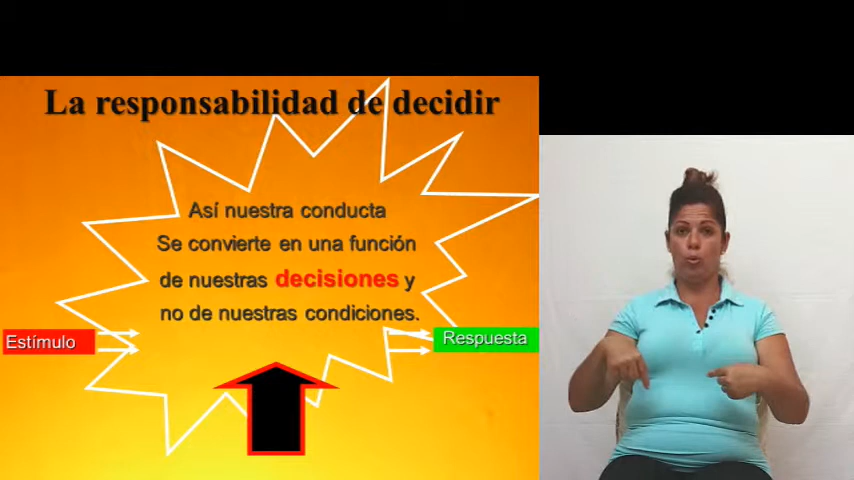 La responsabilidad de decidir
Así nuestra conducta
Se convierte en una función
de nuestras decisiones y
no de nuestras condiciones.
Estímulo
Respuesta